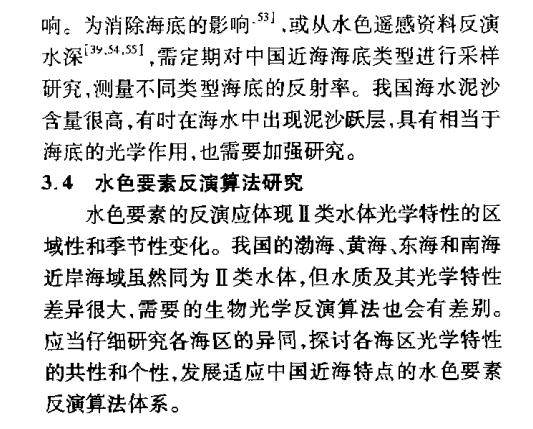 响。为消除海底的影响[53],或从水色遥感资料反演
水深[39,54,55],需定期对中国近海海底类型进行采样
研究,测量不同类型海底的反射率。我国海水泥沙
含量很高,有时在海水中出现泥沙跃层,具有相当于
海底的光学作用,也需要加强研究。
3.4 水色要素反演算法研究
水色要素的反演应体现Ⅱ类水体光学特性的区
域性和季节性变化。我国的渤海、黄海、东海和南海
近岸海域虽然同为Ⅱ类水体,但水质及其光学特性
差异很大,需要的生物光学反演算法也会有差别。
应当仔细研究各海区的异同,探讨各海区光学特性
的共性和个性,发展适应中国近海特点的水色要素
反演算法体系。